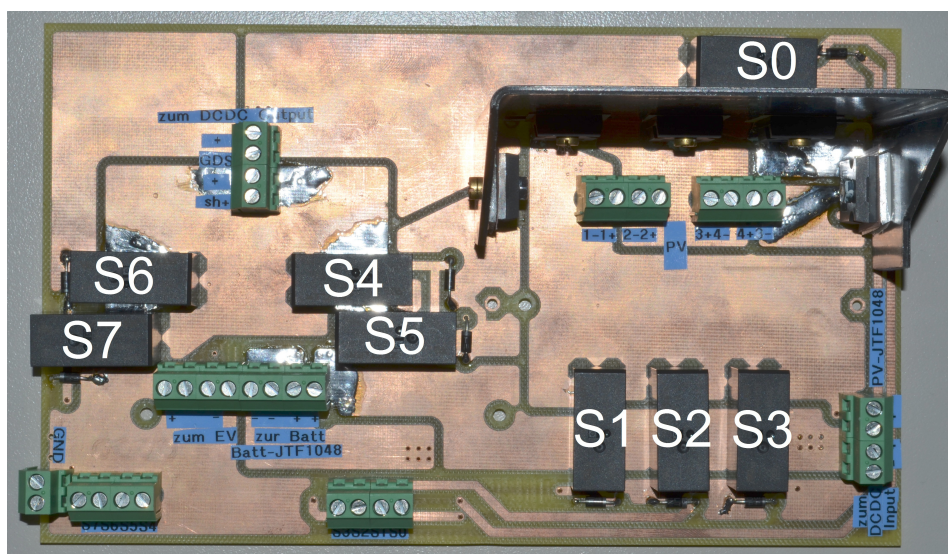 S0
zum DCDC Output
+
GDS
+
sh+
1-1+ 2-2+
3+4- 4+3-
PV
S6
S4
S7
S5
PV-JTF1048
S1
S2
S3
+ - - - + +
zum EV
zur Batt
Batt-JTF1048
GND
zum
DCDC
Input